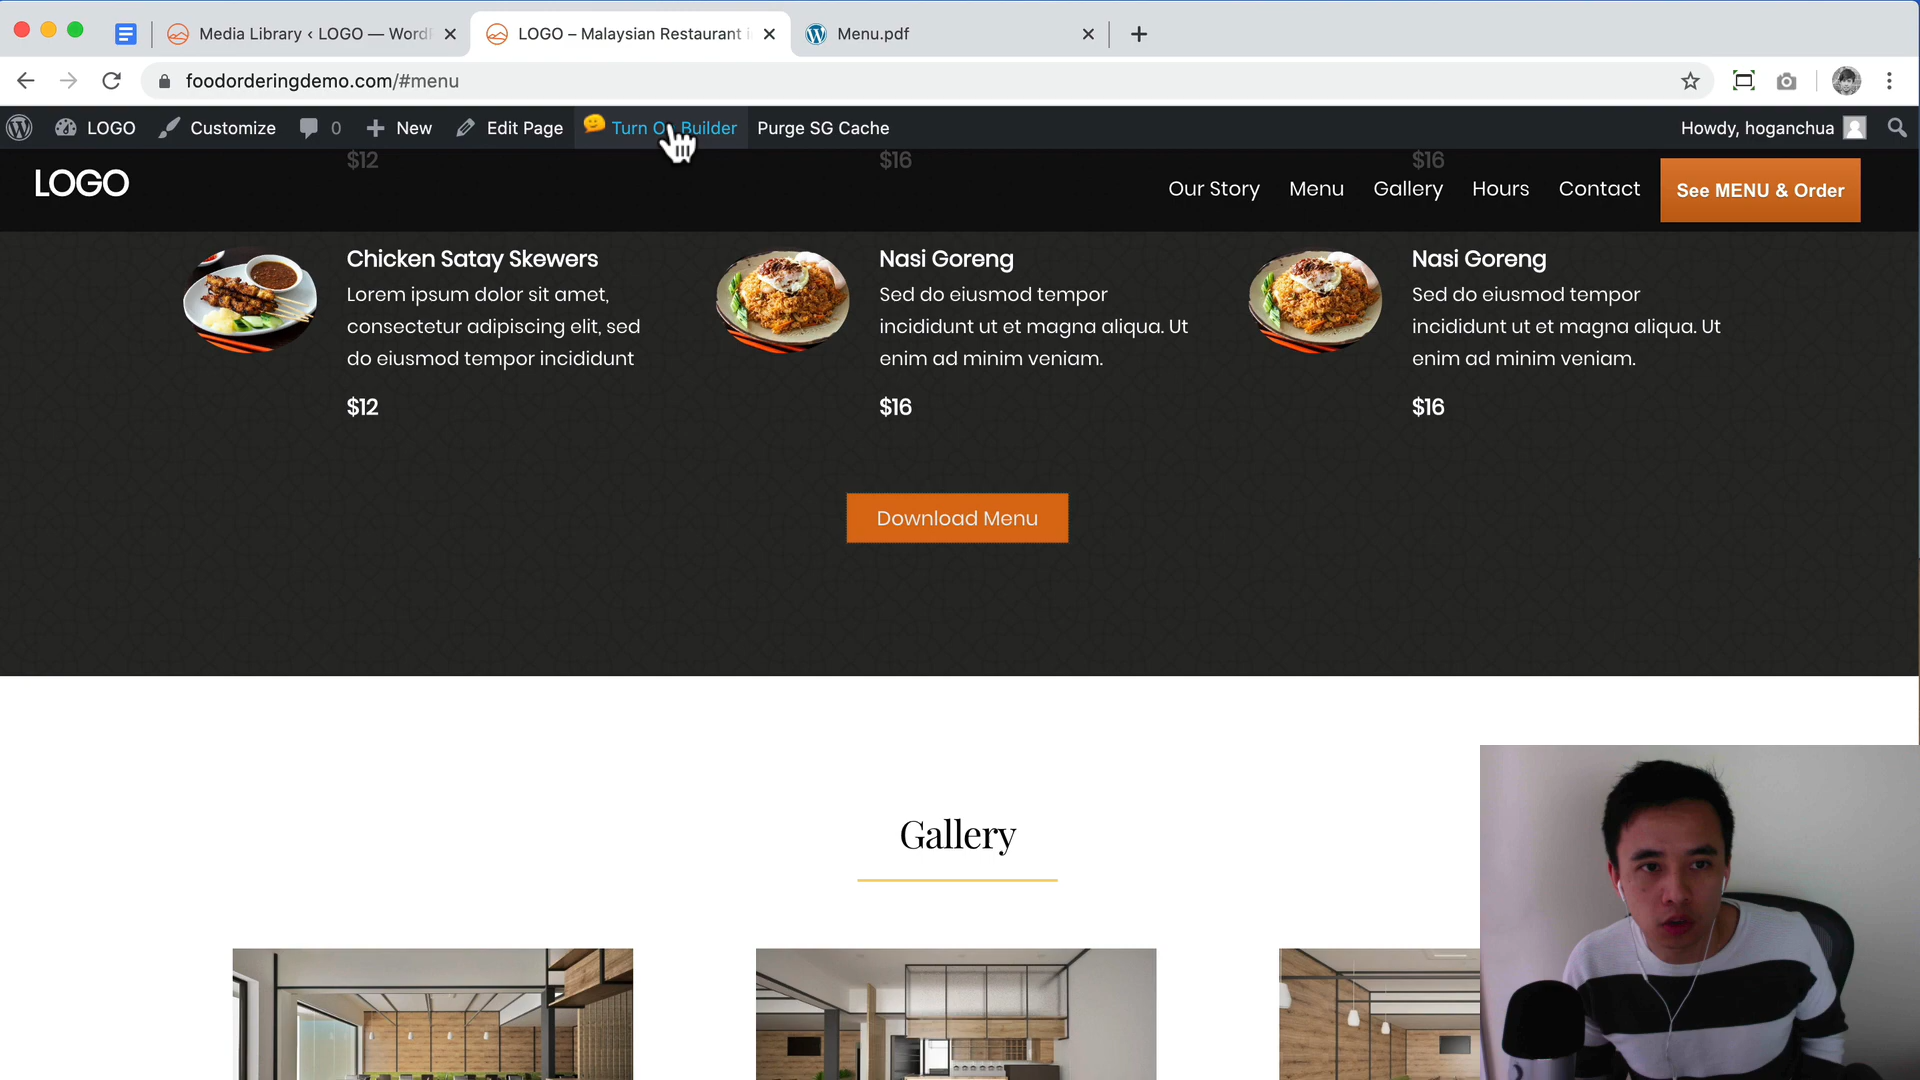 Media Library ‹ LOGO — Word
LOGO – Malaysian Restaurant i
Menu.pdf
foodorderingdemo.com/#menu
LOGO
Customize
0
New
Edit Page
Turn O Builder
Purge SG Cache
Howdy, hoganchua
LOGO
Our Story
Menu
Gallery
Hours
Contact
See MENU & Order
$12
$16
$16
Chicken Satay Skewers
Lorem ipsum dolor sit amet,
consectetur adipiscing elit, sed
do eiusmod tempor incididunt
$12
Nasi Goreng
Sed do eiusmod tempor
incididunt ut et magna aliqua. Ut
enim ad minim veniam.
$16
Nasi Goreng
Sed do eiusmod tempor
incididunt ut et magna aliqua. Ut
enim ad minim veniam.
$16
Download Menu
Gallery